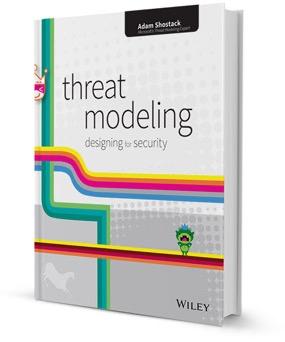 Adam Shostack
Microsoft's Threat Modeling Expert
threat
modeling
designing for security
WILEY